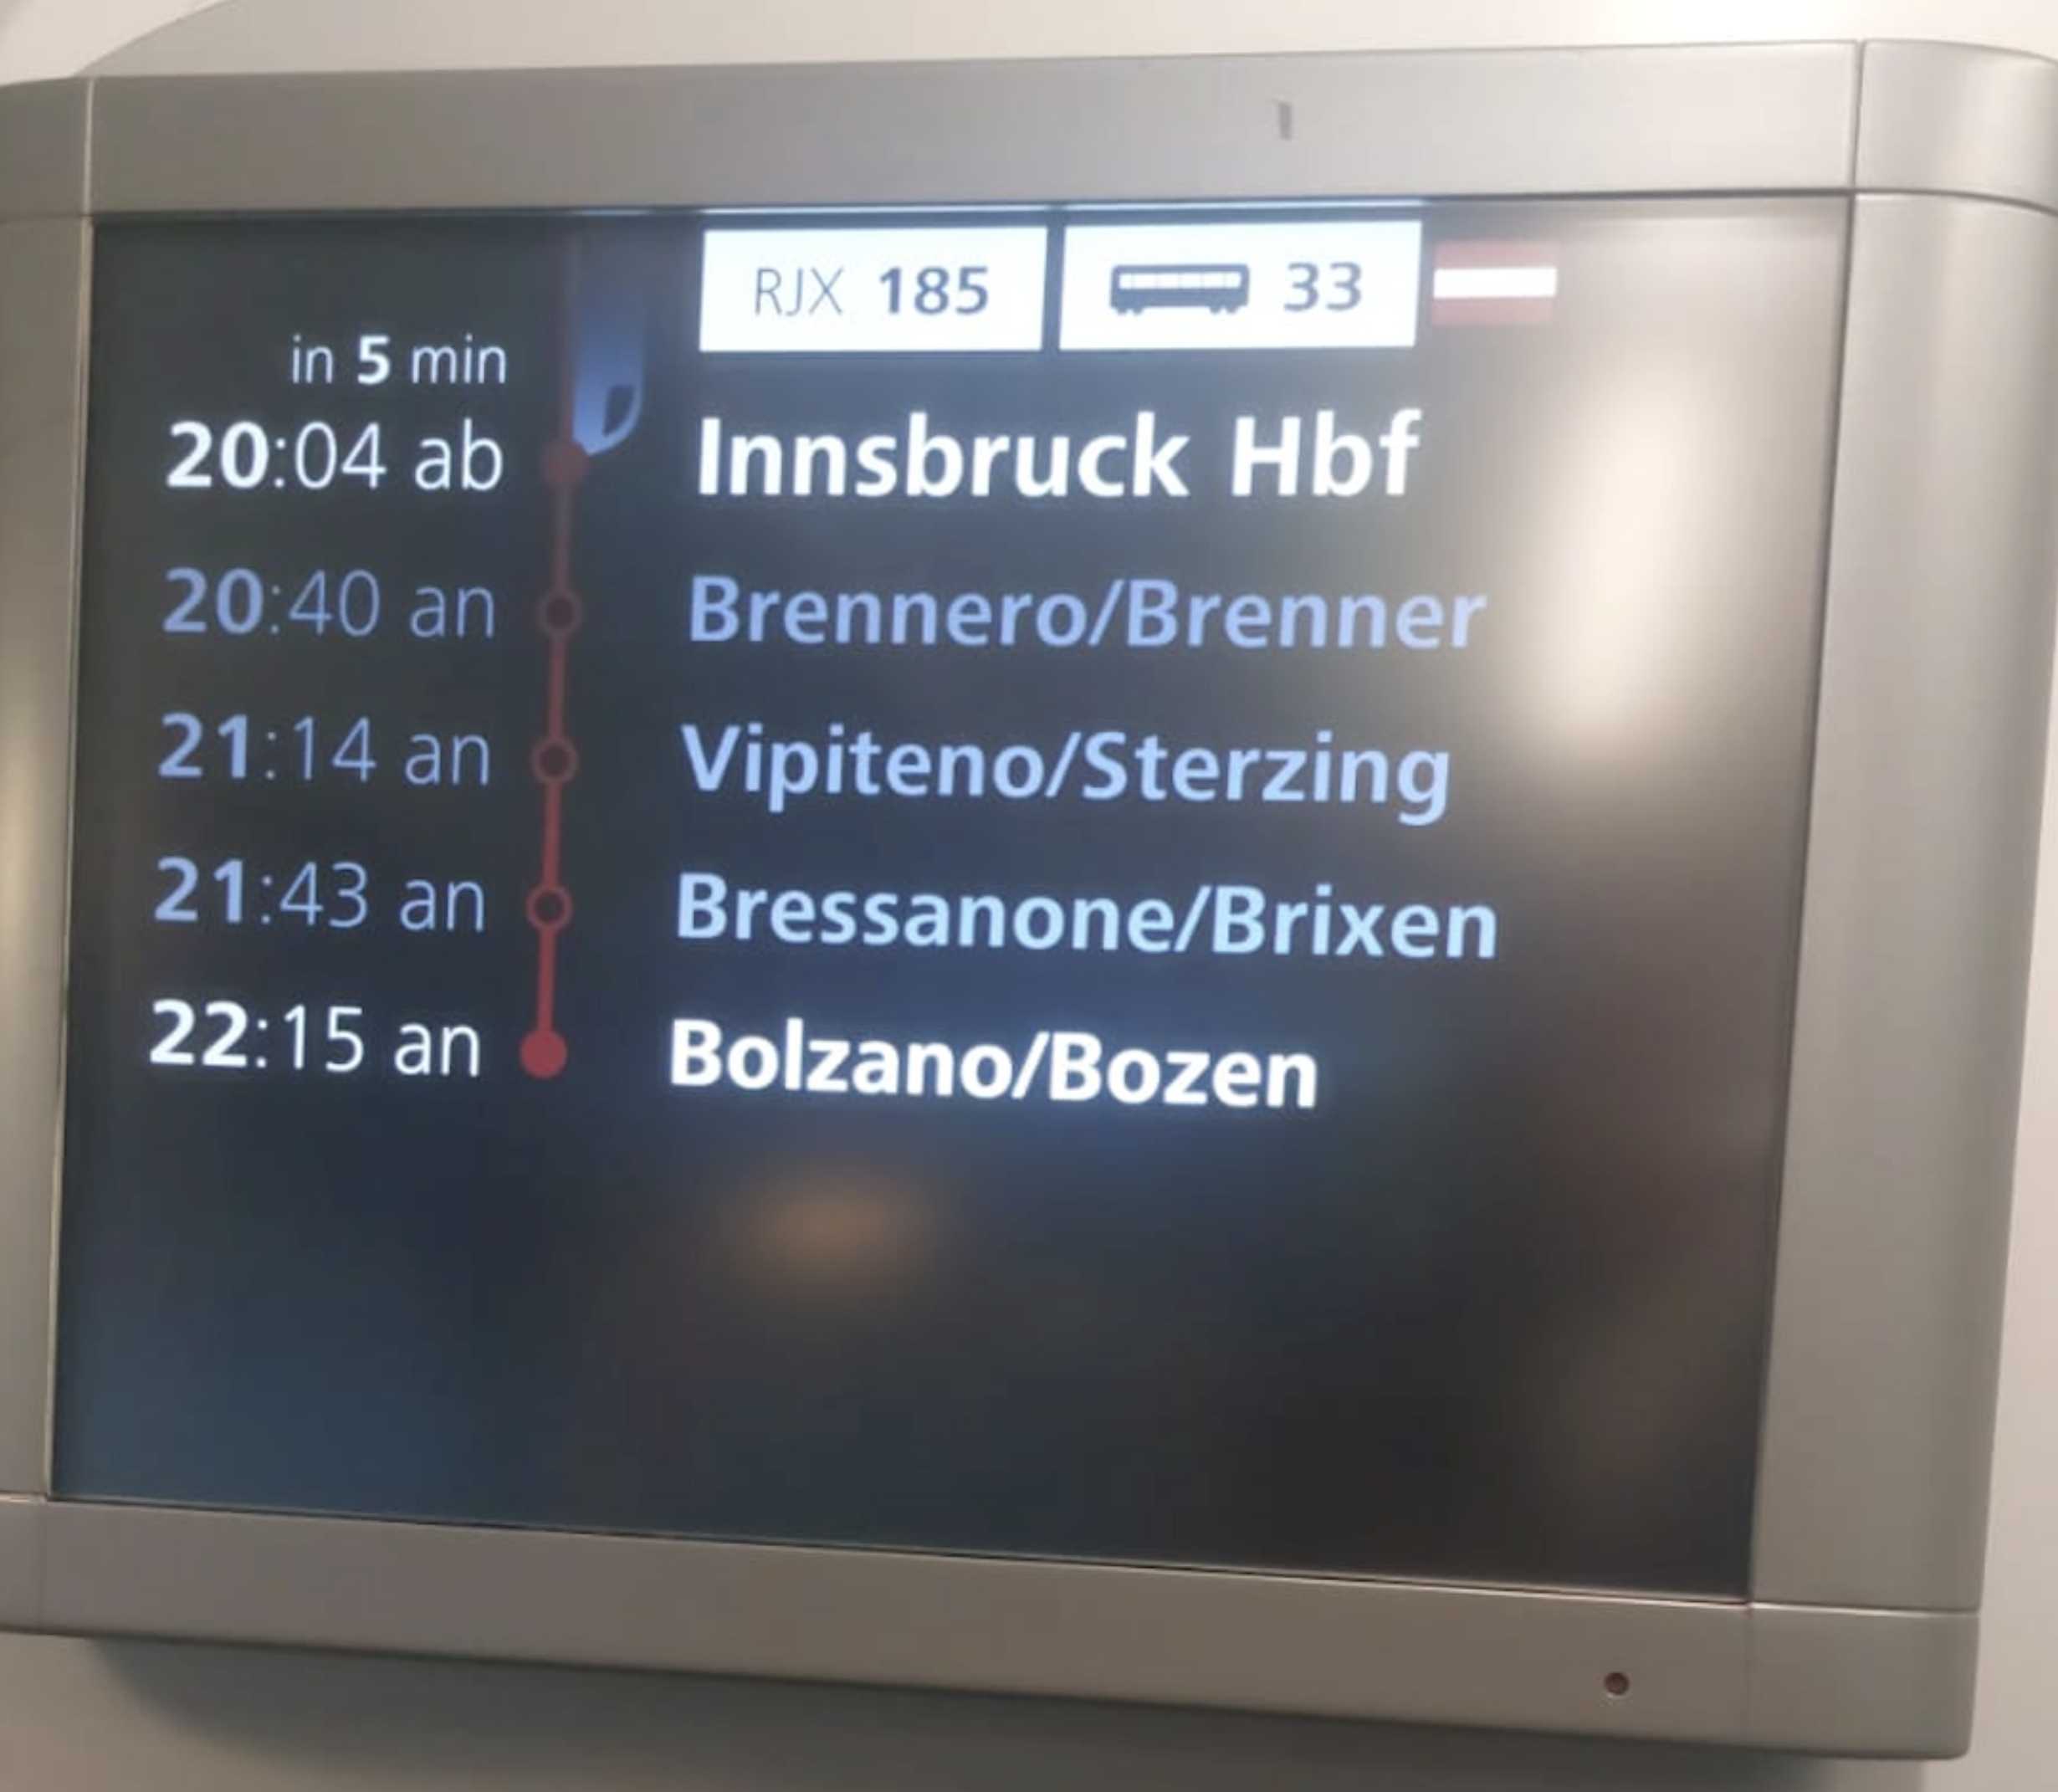 RJX 185 33
in 5 min
20:04 ab Innsbruck Hbf
20:40 an Brennero/Brenner
21:14 an Vipiteno/Sterzing
21:43 an Bressanone/Brixen
22:15 an Bolzano/Bozen